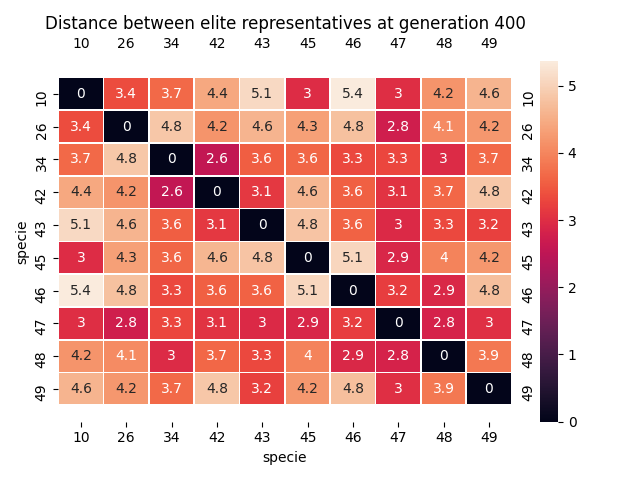 Distance between elite representatives at generation 400
10 26 34 42 43 45 46 47 48 49
10 0 3.4 3.7 4.4 5.1 3 5.4 3 4.2 4.6 10
26 3.4 0 4.8 4.2 4.6 4.3 4.8 2.8 4.1 4.2 26
34 3.7 4.8 0 2.6 3.6 3.6 3.3 3.3 3 3.7 34
42 4.4 4.2 2.6 0 3.1 4.6 3.6 3.1 3.7 4.8 42
43 5.1 4.6 3.6 3.1 0 4.8 3.6 3 3.3 3.2 43
45 3 4.3 3.6 4.6 4.8 0 5.1 2.9 4 4.2 45
46 5.4 4.8 3.3 3.6 3.6 5.1 0 3.2 2.9 4.8 46
47 3 2.8 3.3 3.1 3 2.9 3.2 0 2.8 3 47
48 4.2 4.1 3 3.7 3.3 4 2.9 2.8 0 3.9 48
49 4.6 4.2 3.7 4.8 3.2 4.2 4.8 3 3.9 0 49
10 26 34 42 43 45 46 47 48 49
specie
specie
5
4
3
2
1
0